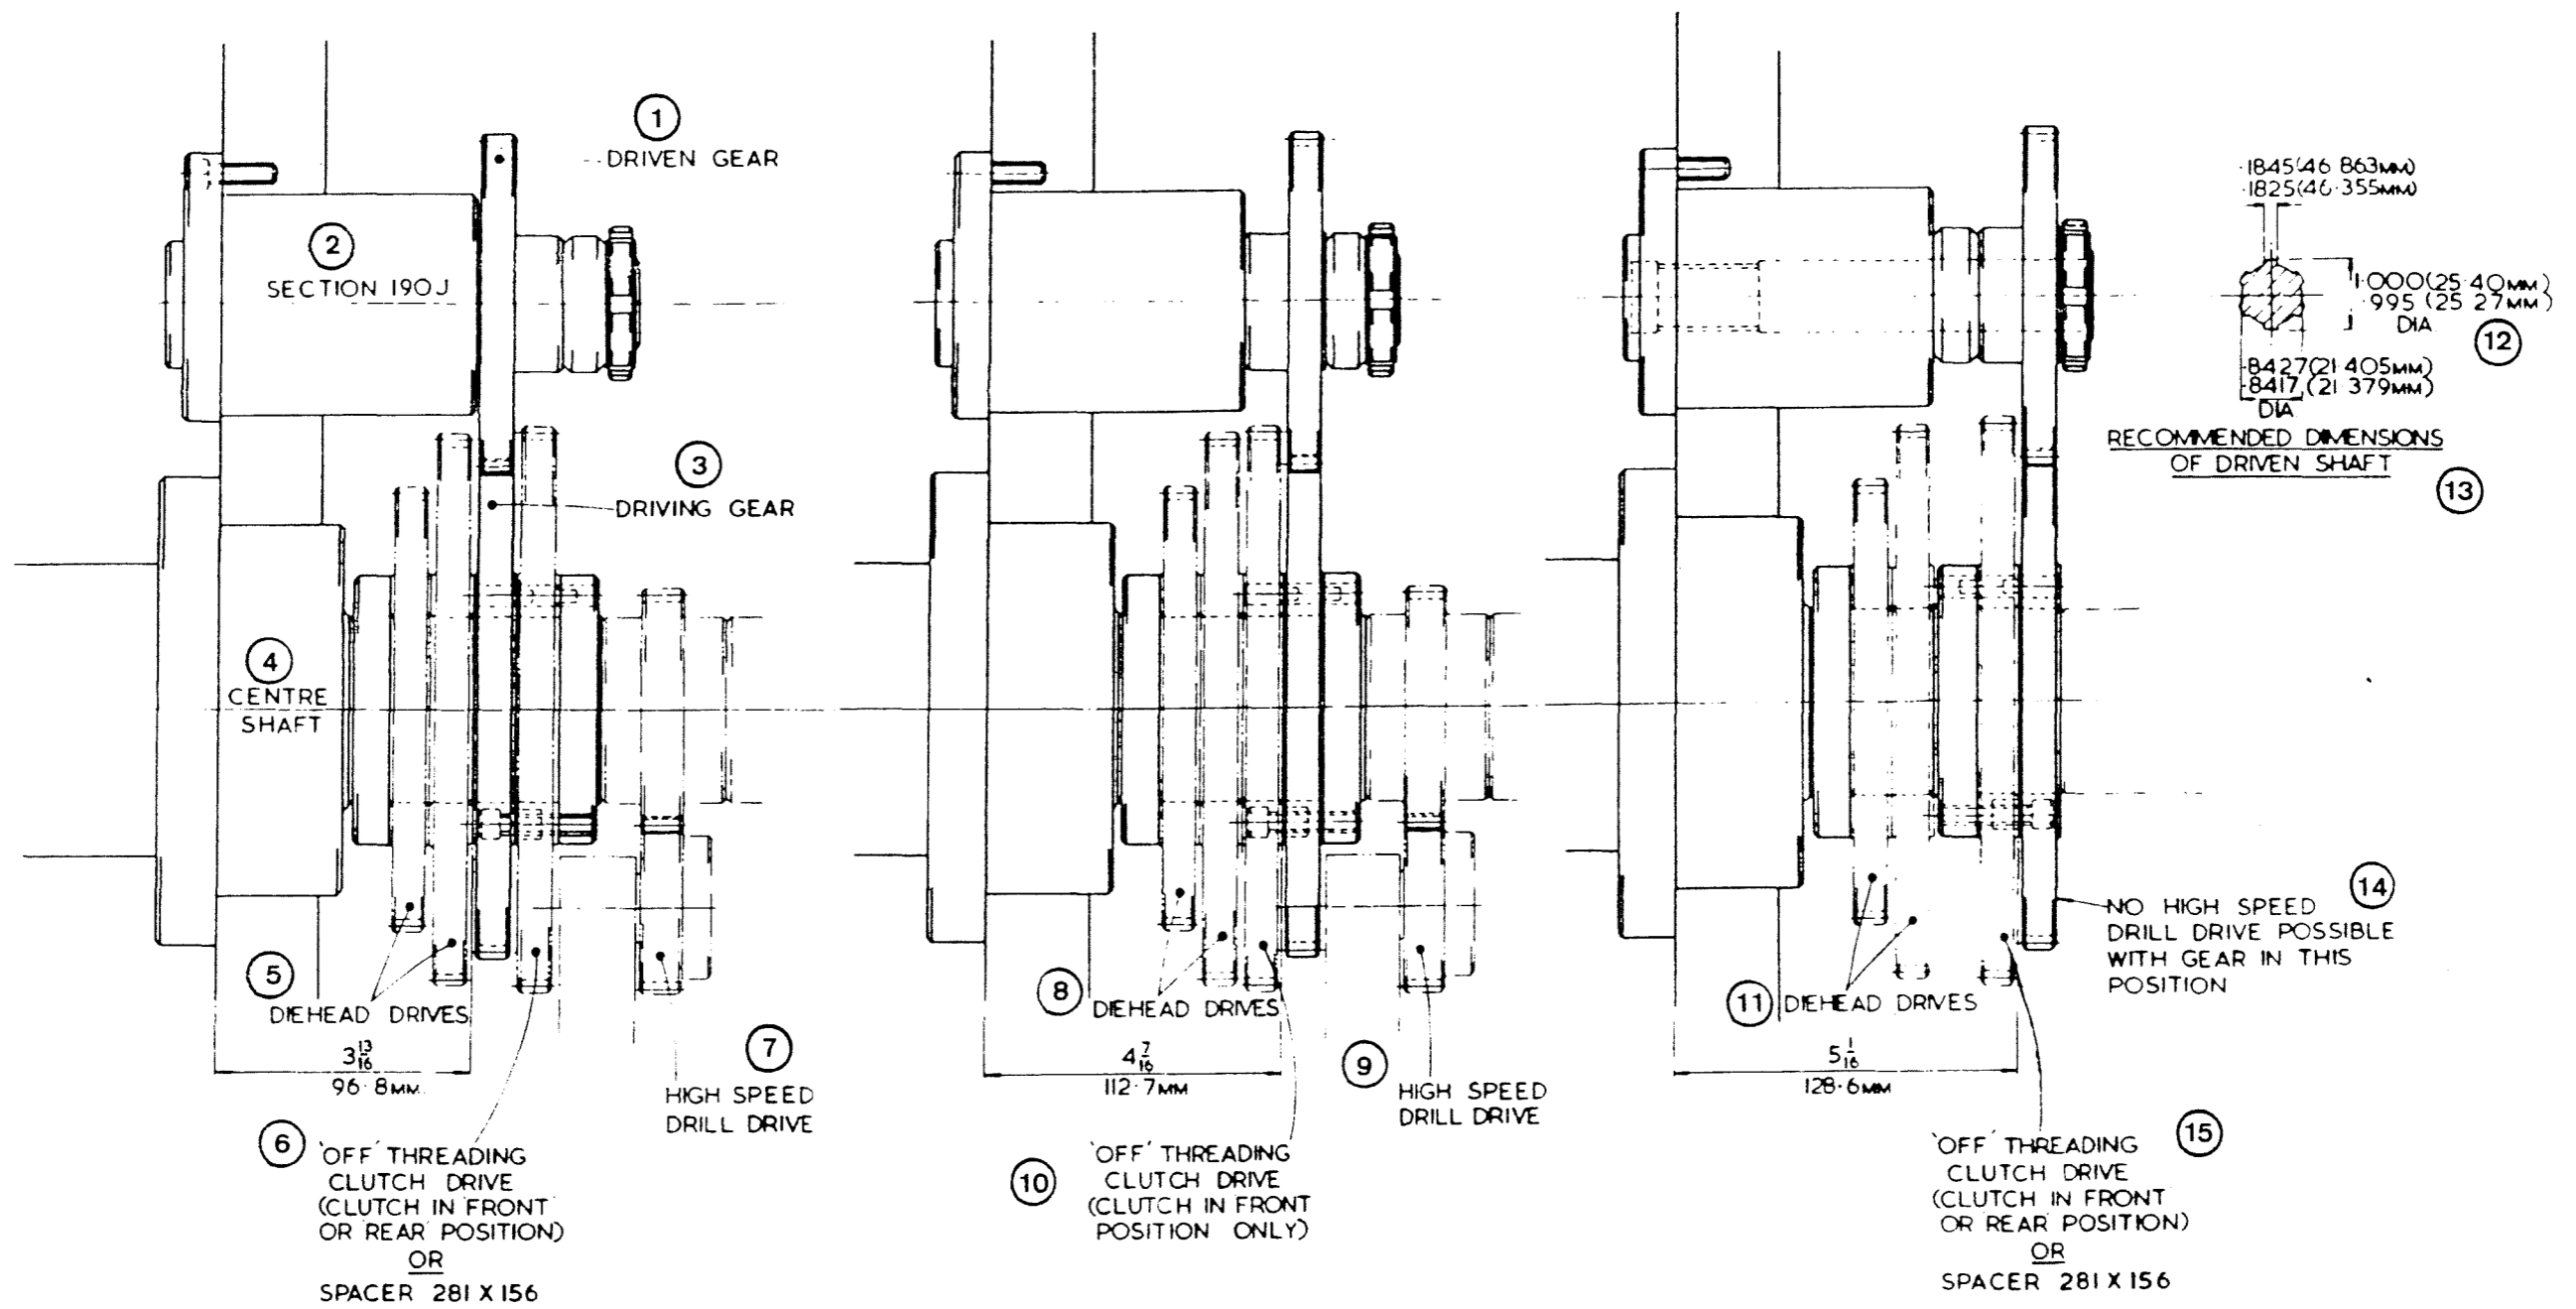 1
DRIVEN GEAR
2
SECTION 190J
3
DRIVING GEAR
4
CENTRE
SHAFT
5
DIEHEAD DRIVES
3 13/16
96·8MM.
6
'OFF' THREADING
CLUTCH DRIVE
(CLUTCH IN FRONT
OR REAR POSITION)
OR
SPACER 281 X 156
7
HIGH SPEED
DRILL DRIVE
8
DIEHEAD DRIVES
4 7/16
112·7MM
9
HIGH SPEED
DRILL DRIVE
10
'OFF' THREADING
CLUTCH DRIVE
(CLUTCH IN FRONT
POSITION ONLY)
11
DIEHEAD DRIVES
5 1/16
128·6MM
·1845(46 863MM)
·1825(46·355MM)
1·000(25·40MM)
·995 (25 27MM)
DIA
12
·8427(21·405MM)
·8417(21·379MM)
DIA
RECOMMENDED DIMENSIONS
OF DRIVEN SHAFT
13
14
NO HIGH SPEED
DRILL DRIVE POSSIBLE
WITH GEAR IN THIS
POSITION
15
'OFF' THREADING
CLUTCH DRIVE
(CLUTCH IN FRONT
OR REAR POSITION)
OR
SPACER 281 X 156